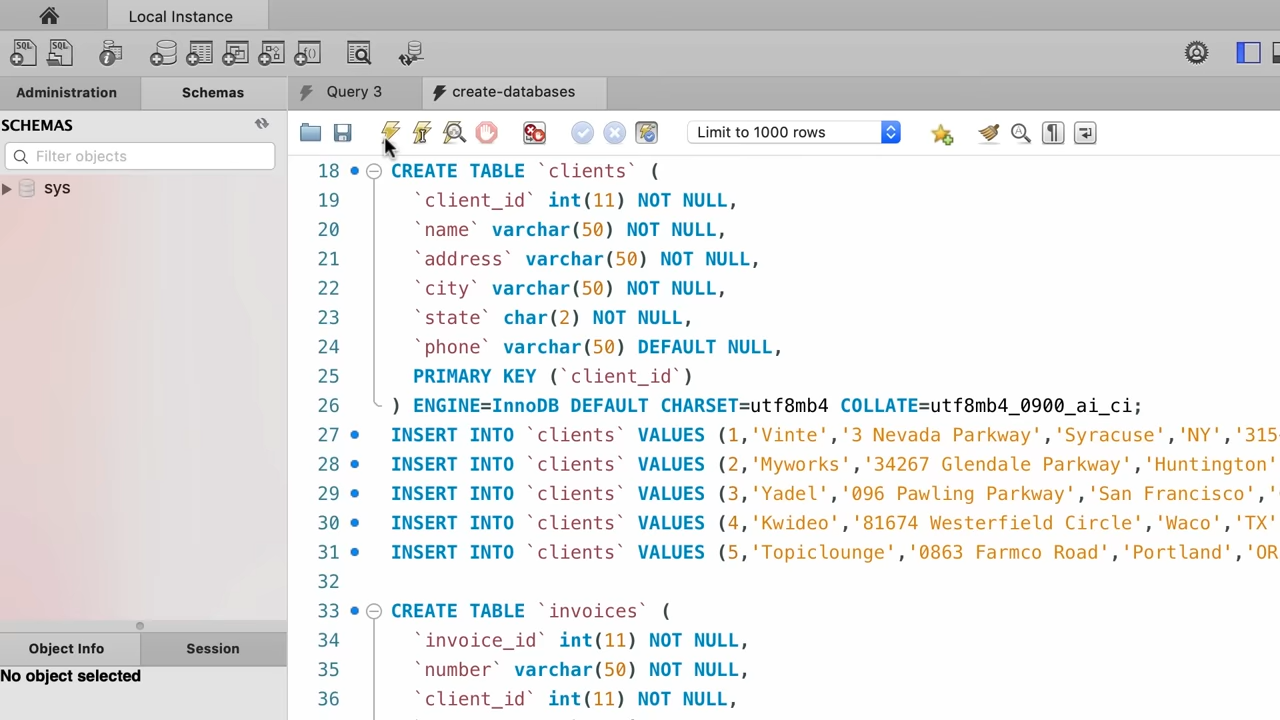 Local Instance
SQL SQL
Administration Schemas Query 3 create-databases
SCHEMAS
Filter objects
Limit to 1000 rows
sys
18 CREATE TABLE `clients` (
19 `client_id` int(11) NOT NULL,
20 `name` varchar(50) NOT NULL,
21 `address` varchar(50) NOT NULL,
22 `city` varchar(50) NOT NULL,
23 `state` char(2) NOT NULL,
24 `phone` varchar(50) DEFAULT NULL,
25 PRIMARY KEY (`client_id`)
26 ) ENGINE=InnoDB DEFAULT CHARSET=utf8mb4 COLLATE=utf8mb4_0900_ai_ci;
27 INSERT INTO `clients` VALUES (1,'Vinte','3 Nevada Parkway','Syracuse','NY','315-
28 INSERT INTO `clients` VALUES (2,'Myworks','34267 Glendale Parkway','Huntington'
29 INSERT INTO `clients` VALUES (3,'Yadel','096 Pawling Parkway','San Francisco','
30 INSERT INTO `clients` VALUES (4,'Kwideo','81674 Westerfield Circle','Waco','TX'
31 INSERT INTO `clients` VALUES (5,'Topiclounge','0863 Farmco Road','Portland','OR
32
33 CREATE TABLE `invoices` (
34 `invoice_id` int(11) NOT NULL,
35 `number` varchar(50) NOT NULL,
36 `client_id` int(11) NOT NULL,
Object Info Session
No object selected